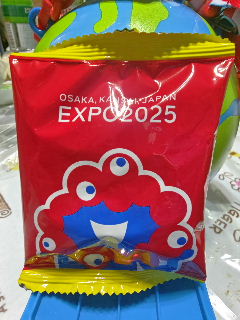 OSAKA, KANSAI, JAPAN
EXPO2025